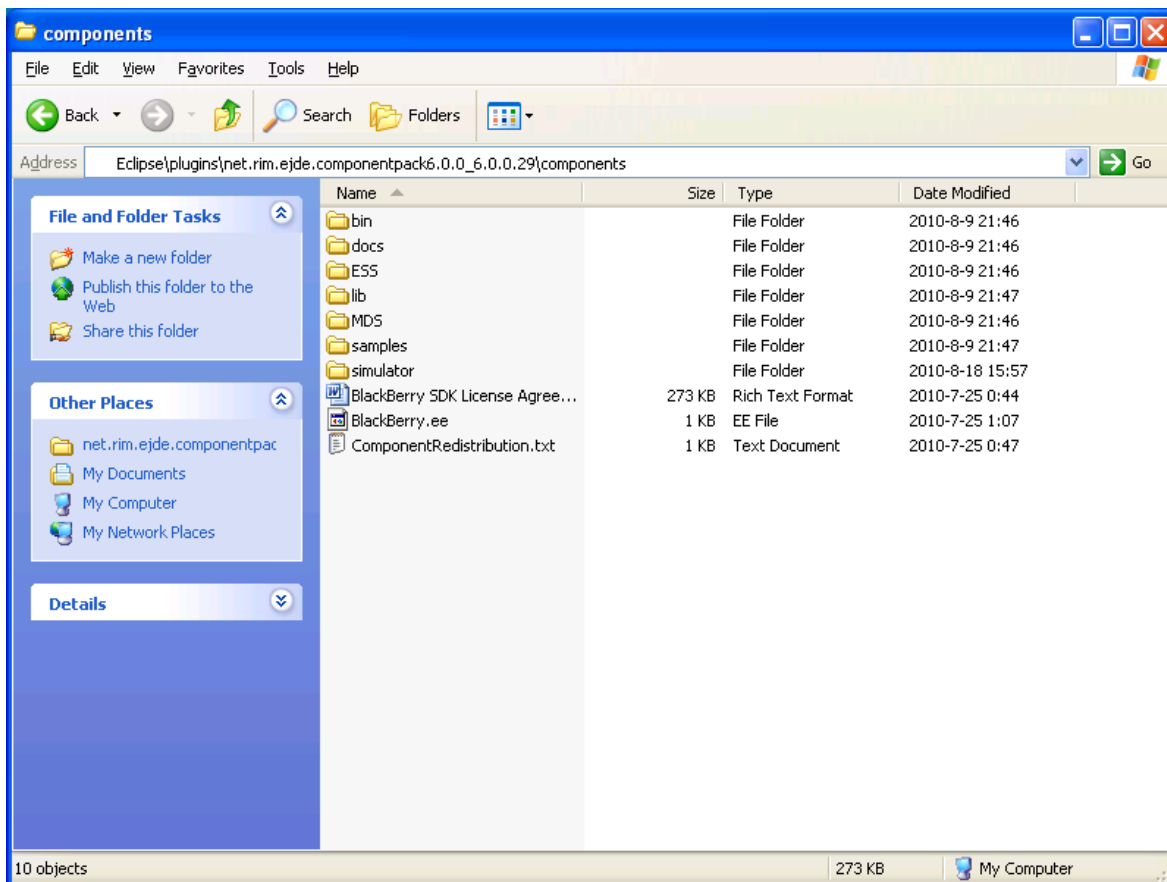 components
File Edit View Favorites Tools Help
Back Search Folders
Address Eclipse\plugins\net.rim.ejde.componentpack6.0.0_6.0.0.29\components Go
File and Folder Tasks
Make a new folder
Publish this folder to the
Web
Share this folder
Other Places
net.rim.ejde.componentpac
My Documents
My Computer
My Network Places
Details
Name Size Type Date Modified
bin File Folder 2010-8-9 21:46
docs File Folder 2010-8-9 21:46
ESS File Folder 2010-8-9 21:46
lib File Folder 2010-8-9 21:47
MDS File Folder 2010-8-9 21:46
samples File Folder 2010-8-9 21:47
simulator File Folder 2010-8-18 15:57
BlackBerry SDK License Agree... 273 KB Rich Text Format 2010-7-25 0:44
BlackBerry.ee 1 KB EE File 2010-7-25 1:07
ComponentRedistribution.txt 1 KB Text Document 2010-7-25 0:47
10 objects 273 KB My Computer